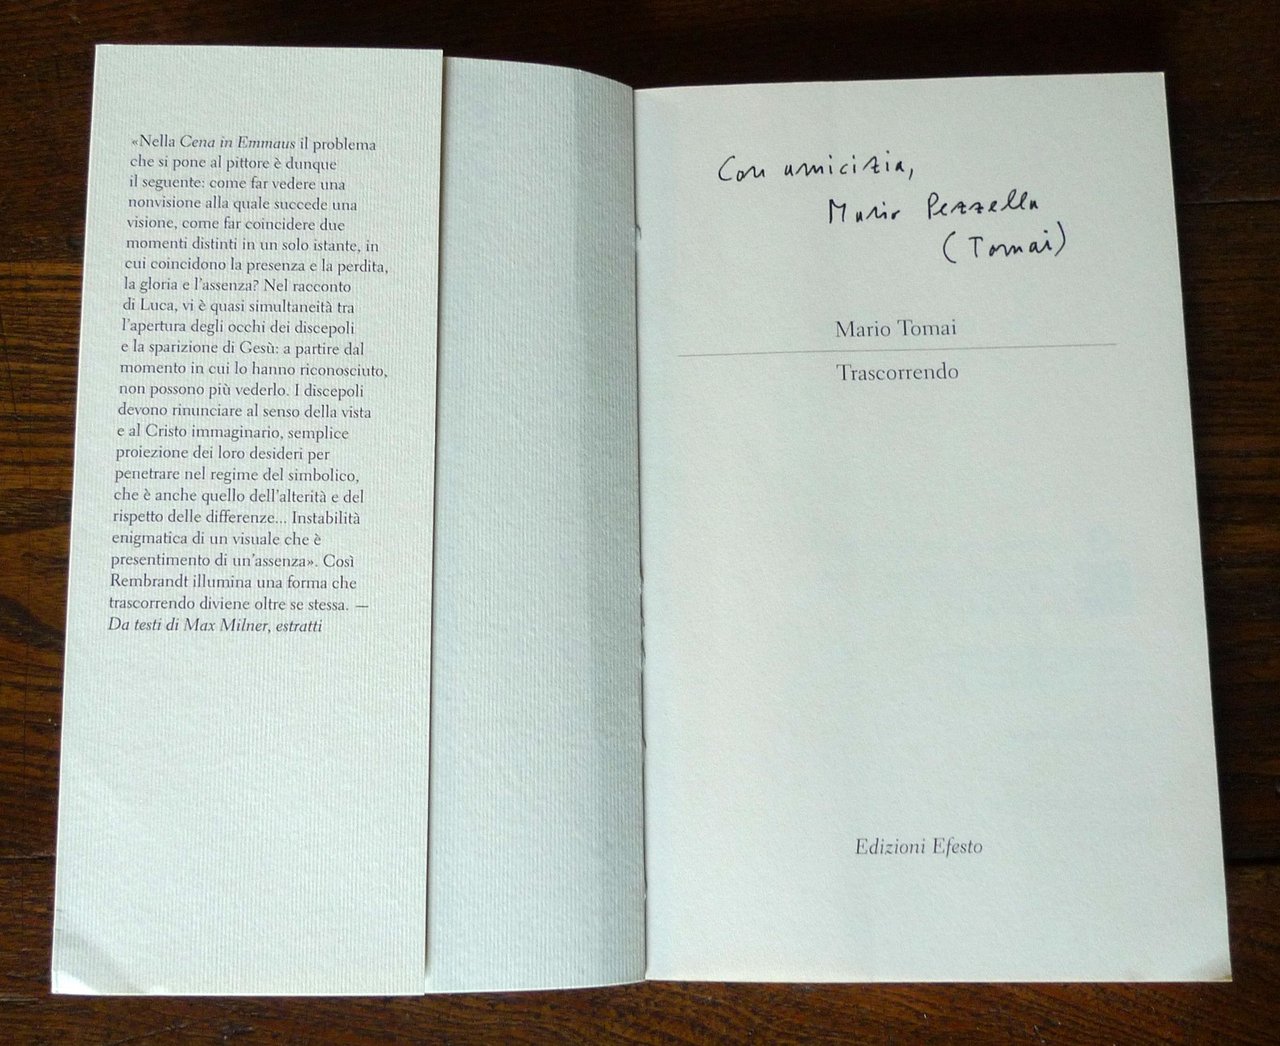 «Nella Cena in Emmaus il problema
che si pone al pittore è dunque
il seguente: come far vedere una
nonvisione alla quale succede una
visione, come far coincidere due
momenti distinti in un solo istante, in
cui coincidono la presenza e la perdita,
la gloria e l'assenza? Nel racconto
di Luca, vi è quasi simultaneità tra
l'apertura degli occhi dei discepoli
e la sparizione di Gesù: a partire dal
momento in cui lo hanno riconosciuto,
non possono più vederlo. I discepoli
devono rinunciare al senso della vista
e al Cristo immaginario, semplice
proiezione dei loro desideri per
penetrare nel regime del simbolico,
che è anche quello dell'alterità e del
rispetto delle differenze... Instabilità
enigmatica di un visuale che è
presentimento di un'assenza». Così
Rembrandt illumina una forma che
trascorrendo diviene oltre se stessa. —
Da testi di Max Milner, estratti
Con amicizia,
Mario Pezzella
(Tomai)
Mario Tomai
Trascorrendo
Edizioni Efesto